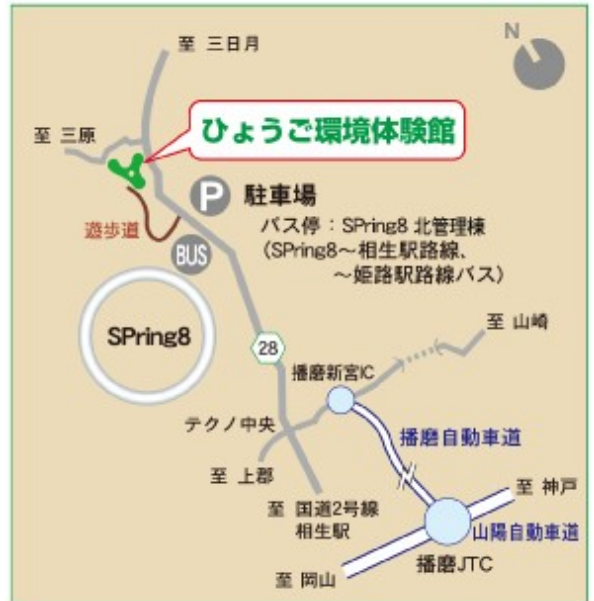 N
至 三日月
ひょうご環境体験館
至 三原
P
駐車場
遊歩道
バス停：SPring8 北管理棟
(SPring8～相生駅路線、
～姫路駅路線バス)
BUS
SPring8
至 山崎
28
播磨新宮IC
テクノ中央
播磨自動車道
至 上郡
至 神戸
至 国道2号線
相生駅
山陽自動車道
播磨JTC
至 岡山